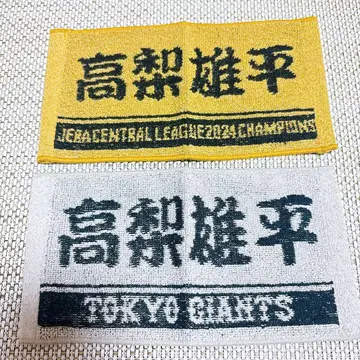 高梨雄平
JERA CENTRAL LEAGUE 2024 CHAMPIONS
高梨雄平
TOKYO GIANTS